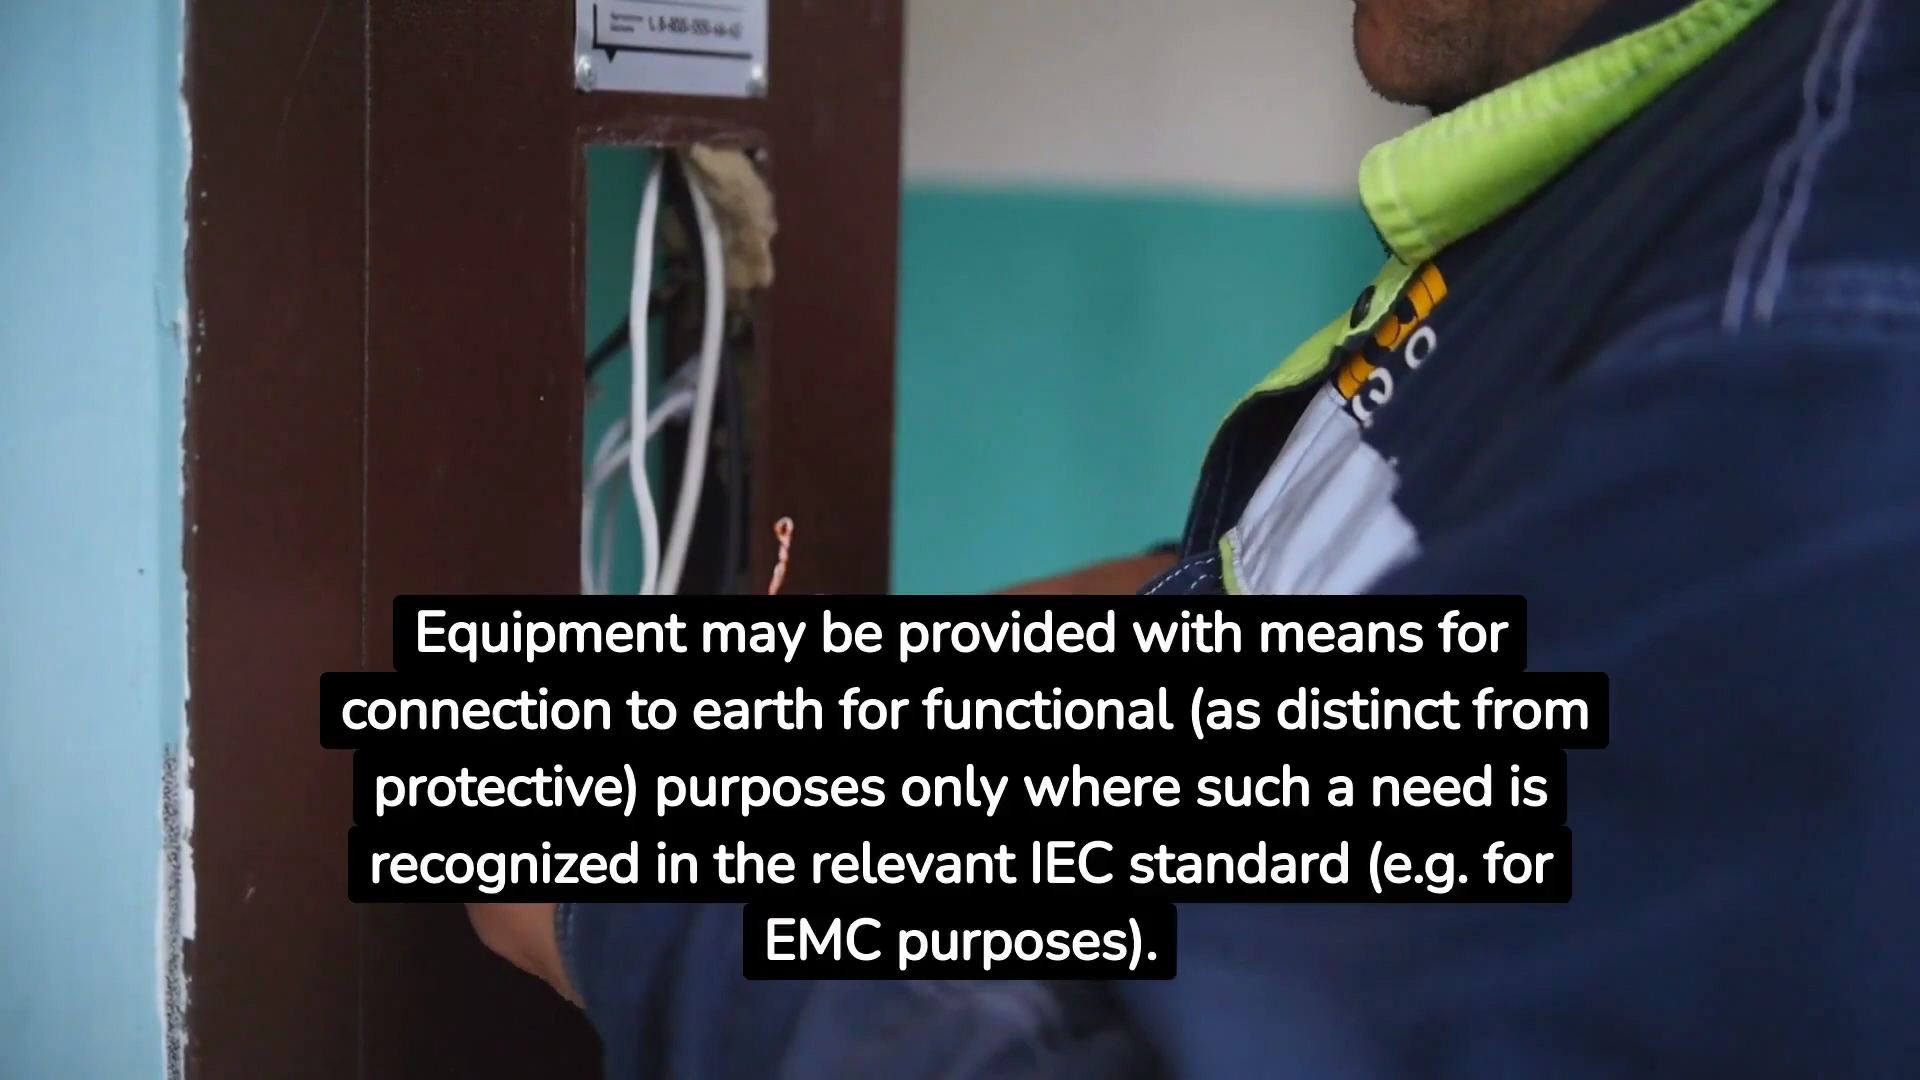 Equipment may be provided with means for
connection to earth for functional (as distinct from
protective) purposes only where such a need is
recognized in the relevant IEC standard (e.g. for
EMC purposes).